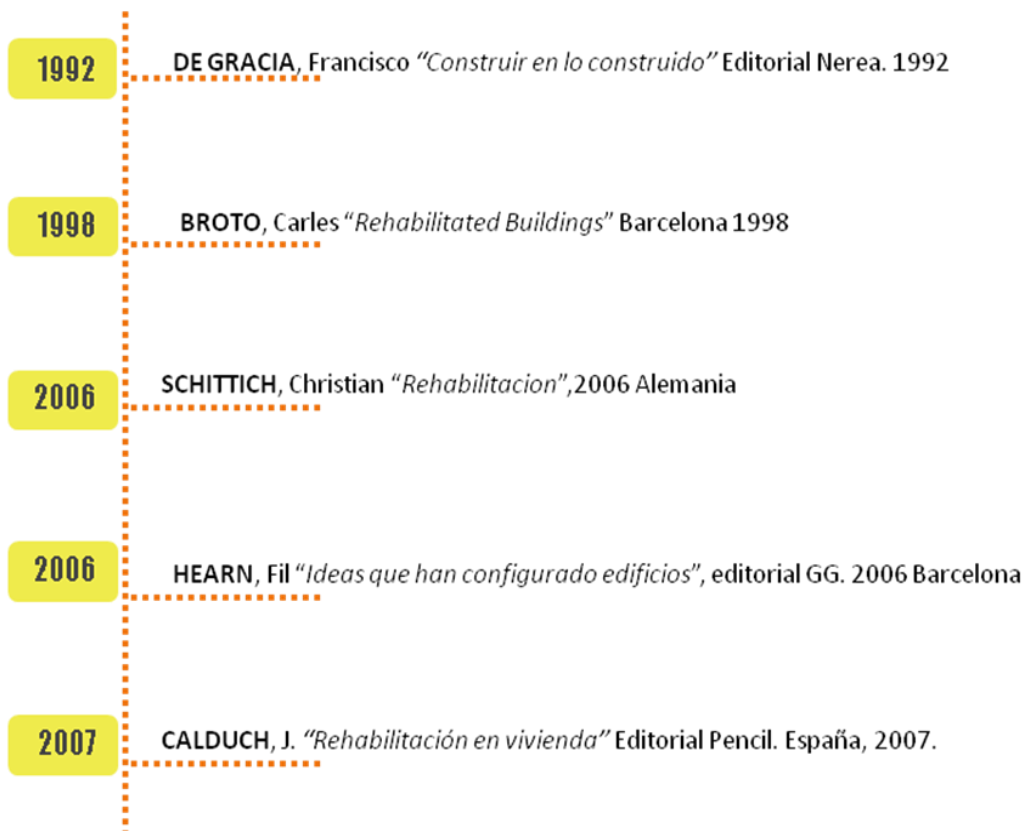 1992
DE GRACIA, Francisco “Construir en lo construido” Editorial Nerea. 1992
1998
BROTO, Carles “Rehabilitated Buildings” Barcelona 1998
2006
SCHITTICH, Christian “Rehabilitacion”,2006 Alemania
2006
HEARN, Fil “Ideas que han configurado edificios”, editorial GG. 2006 Barcelona
2007
CALDUCH, J. “Rehabilitación en vivienda” Editorial Pencil. España, 2007.